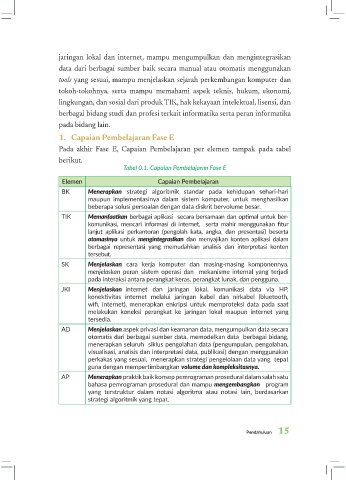 jaringan lokal dan internet, mampu mengumpulkan dan mengintegrasikan
data dari berbagai sumber baik secara manual atau otomatis menggunakan
tools yang sesuai, mampu menjelaskan sejarah perkembangan komputer dan
tokoh-tokohnya, serta mampu memahami aspek teknis, hukum, ekonomi,
lingkungan, dan sosial dari produk TIK, hak kekayaan intelektual, lisensi, dan
berbagai bidang studi dan profesi terkait informatika serta peran informatika
pada bidang lain.
1. Capaian Pembelajaran Fase E
Pada akhir Fase E, Capaian Pembelajaran per elemen tampak pada tabel
berikut.
Tabel 0.1. Capaian Pembelajaran Fase E
Elemen Capaian Pembelajaran
BK Menerapkan strategi algoritmik standar pada kehidupan sehari-hari
maupun implementasinya dalam sistem komputer, untuk menghasilkan
beberapa solusi persoalan dengan data diskrit bervolume besar.
TIK Memanfaatkan berbagai aplikasi secara bersamaan dan optimal untuk ber-
komunikasi, mencari informasi di internet, serta mahir menggunakan fitur
lanjut aplikasi perkantoran (pengolah kata, angka, dan presentasi) beserta
otomasinya untuk mengintegrasikan dan menyajikan konten aplikasi dalam
berbagai representasi yang memudahkan analisis dan interpretasi konten
tersebut.
SK Menjelaskan cara kerja komputer dan masing-masing komponennya,
menjelaskan peran sistem operasi dan mekanisme internal yang terjadi
pada interaksi antara perangkat keras, perangkat lunak, dan pengguna.
JKI Menjelaskan internet dan jaringan lokal, komunikasi data via HP,
konektivitas internet melalui jaringan kabel dan nirkabel (bluetooth,
wifi, internet), menerapkan enkripsi untuk memproteksi data pada saat
melakukan koneksi perangkat ke jaringan lokal maupun internet yang
tersedia.
AD Menjelaskan aspek privasi dan keamanan data, mengumpulkan data secara
otomatis dari berbagai sumber data, memodelkan data berbagai bidang,
menerapkan seluruh siklus pengolahan data (pengumpulan, pengolahan,
visualisasi, analisis dan interpretasi data, publikasi) dengan menggunakan
perkakas yang sesuai, menerapkan strategi pengelolaan data yang tepat
guna dengan mempertimbangkan volume dan kompleksitasnya.
AP Menerapkan praktik baik konsep pemrograman prosedural dalam salah satu
bahasa pemrograman prosedural dan mampu mengembangkan program
yang terstruktur dalam notasi algoritma atau notasi lain, berdasarkan
strategi algoritmik yang tepat.
Pendahuluan 15